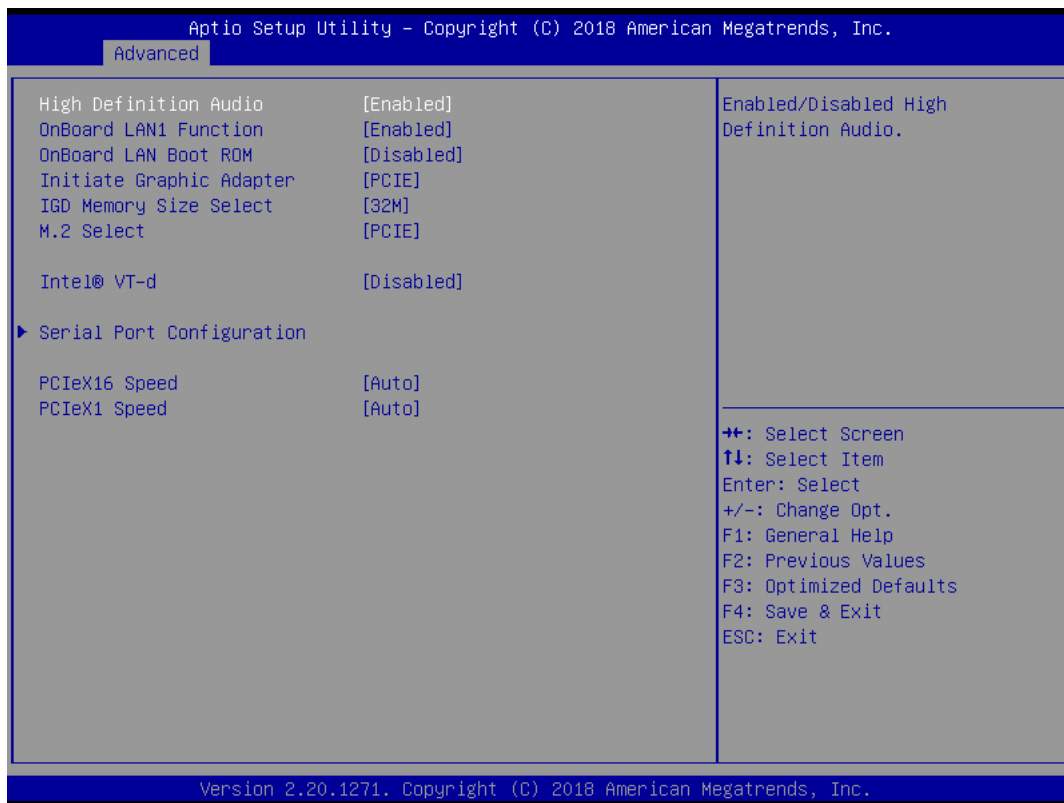 Aptio Setup Utility – Copyright (C) 2018 American Megatrends, Inc.
Advanced
High Definition Audio [Enabled]
OnBoard LAN1 Function [Enabled]
OnBoard LAN Boot ROM [Disabled]
Initiate Graphic Adapter [PCIE]
IGD Memory Size Select [32M]
M.2 Select [PCIE]
Intel® VT-d [Disabled]
Serial Port Configuration
PCIeX16 Speed [Auto]
PCIeX1 Speed [Auto]
Enabled/Disabled High
Definition Audio.
→←: Select Screen
↑↓: Select Item
Enter: Select
+/-: Change Opt.
F1: General Help
F2: Previous Values
F3: Optimized Defaults
F4: Save & Exit
ESC: Exit
Version 2.20.1271. Copyright (C) 2018 American Megatrends, Inc.